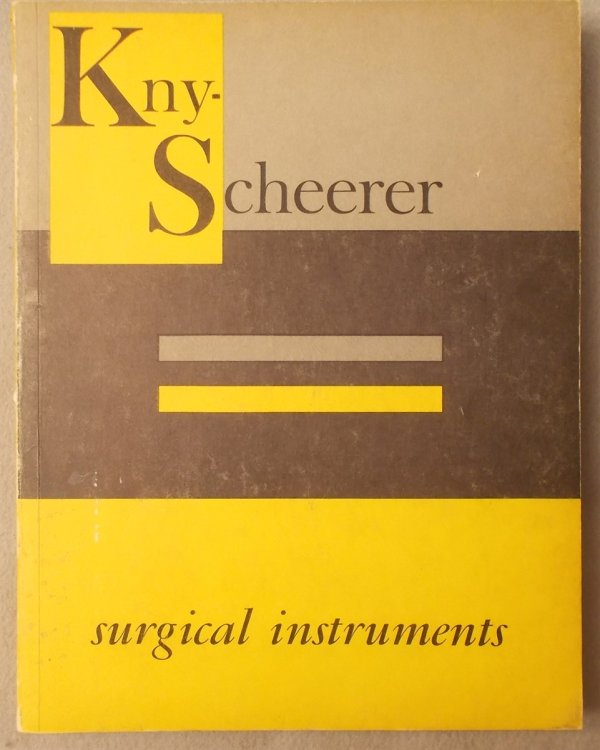 Kny-
Scheerer
surgical instruments